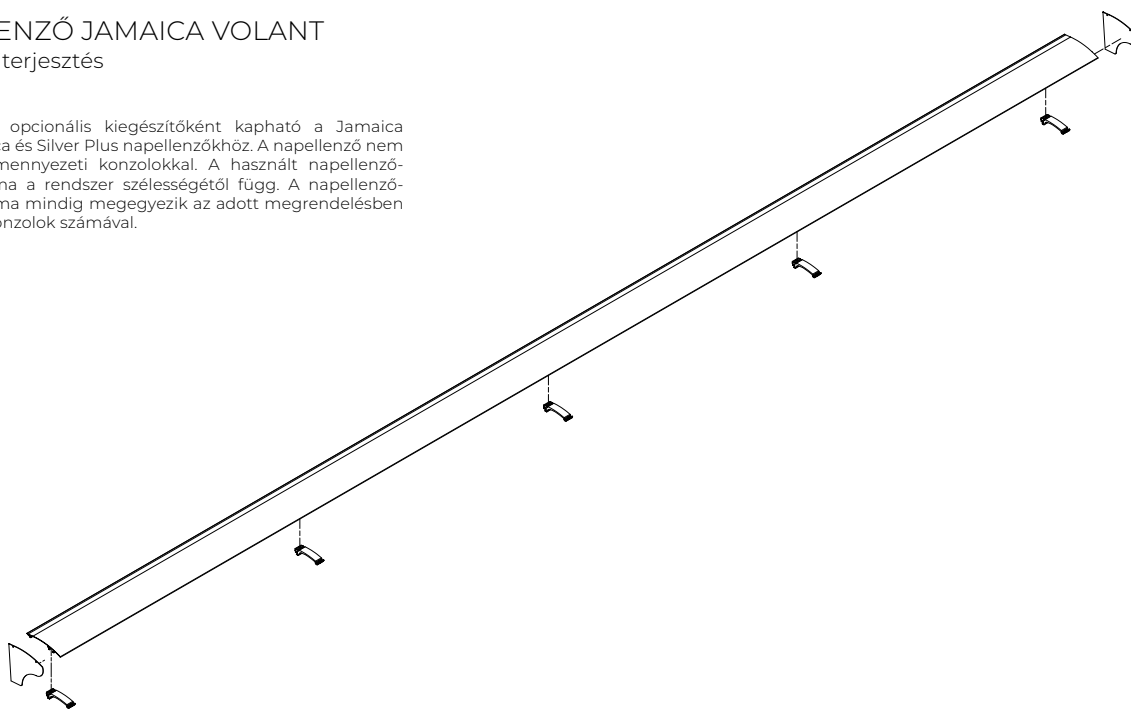 ENZŐ JAMAICA VOLANT
terjesztés
opcionális kiegészítőként kapható a Jamaica
és Silver Plus napellenzőkhöz. A napellenző nem
mennyezeti konzolokkal. A használt napellenző-
a rendszer szélességétől függ. A napellenző-
ma mindig megegyezik az adott megrendelésben
onzolok számával.